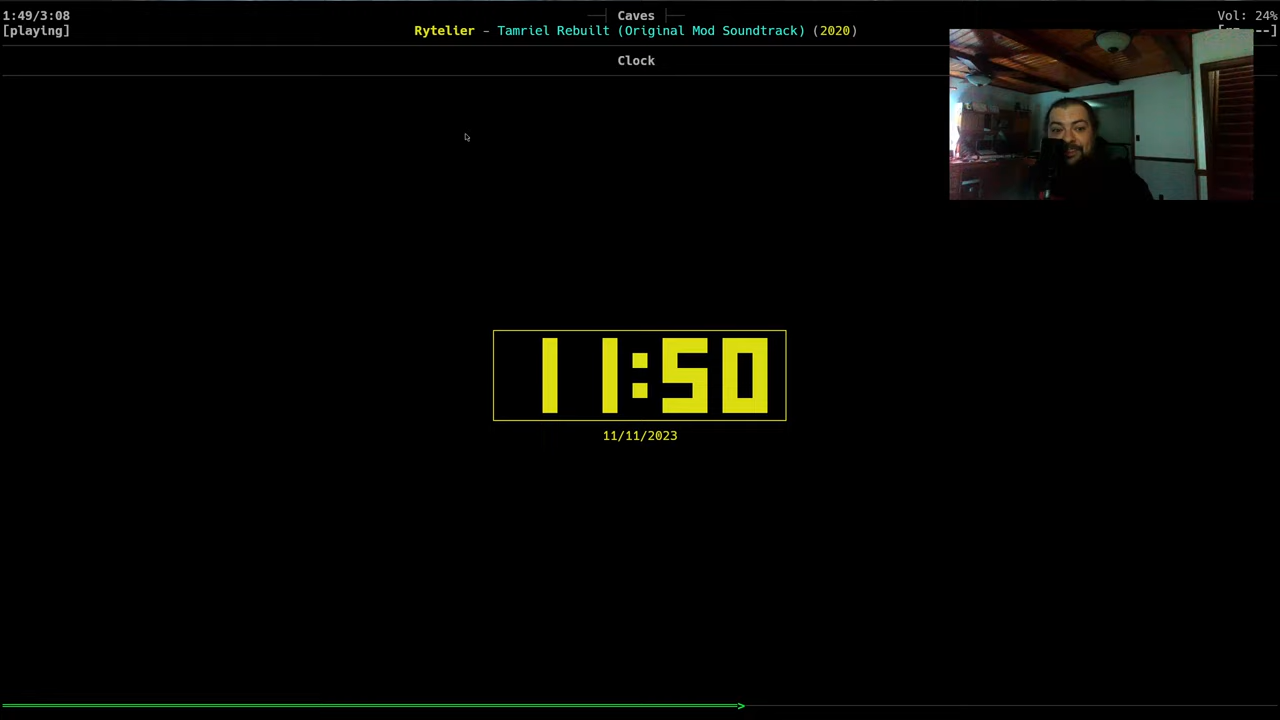 1:49/3:08
Caves
Vol: 24%
[playing]
Rytelier - Tamriel Rebuilt (Original Mod Soundtrack) (2020)
Clock
11:50
11/11/2023